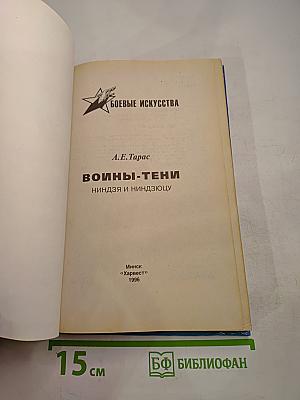 БОЕВЫЕ ИСКУССТВА
А.Е.Тарас
ВОИНЫ-ТЕНИ
НИНДЗЯ И НИНДЗЮЦУ
Минск
«Харвест»
1996
15 см
БФ БИБЛИОФАН